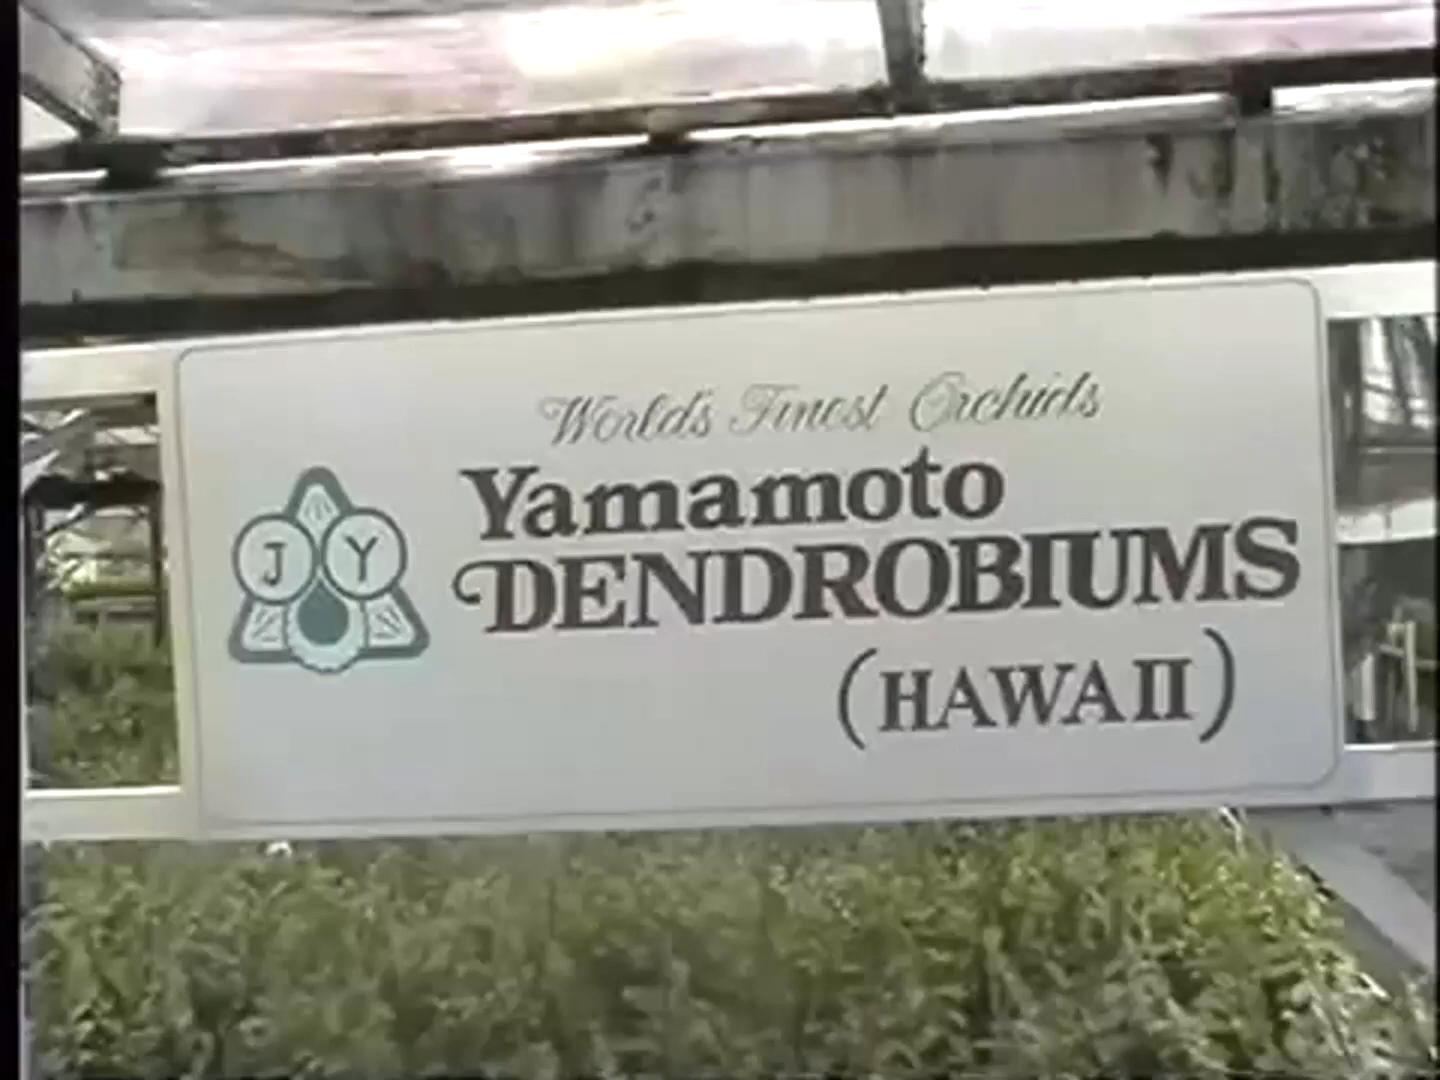 World's Finest Orchids
J Y
Yamamoto
DENDROBIUMS
(HAWAII)